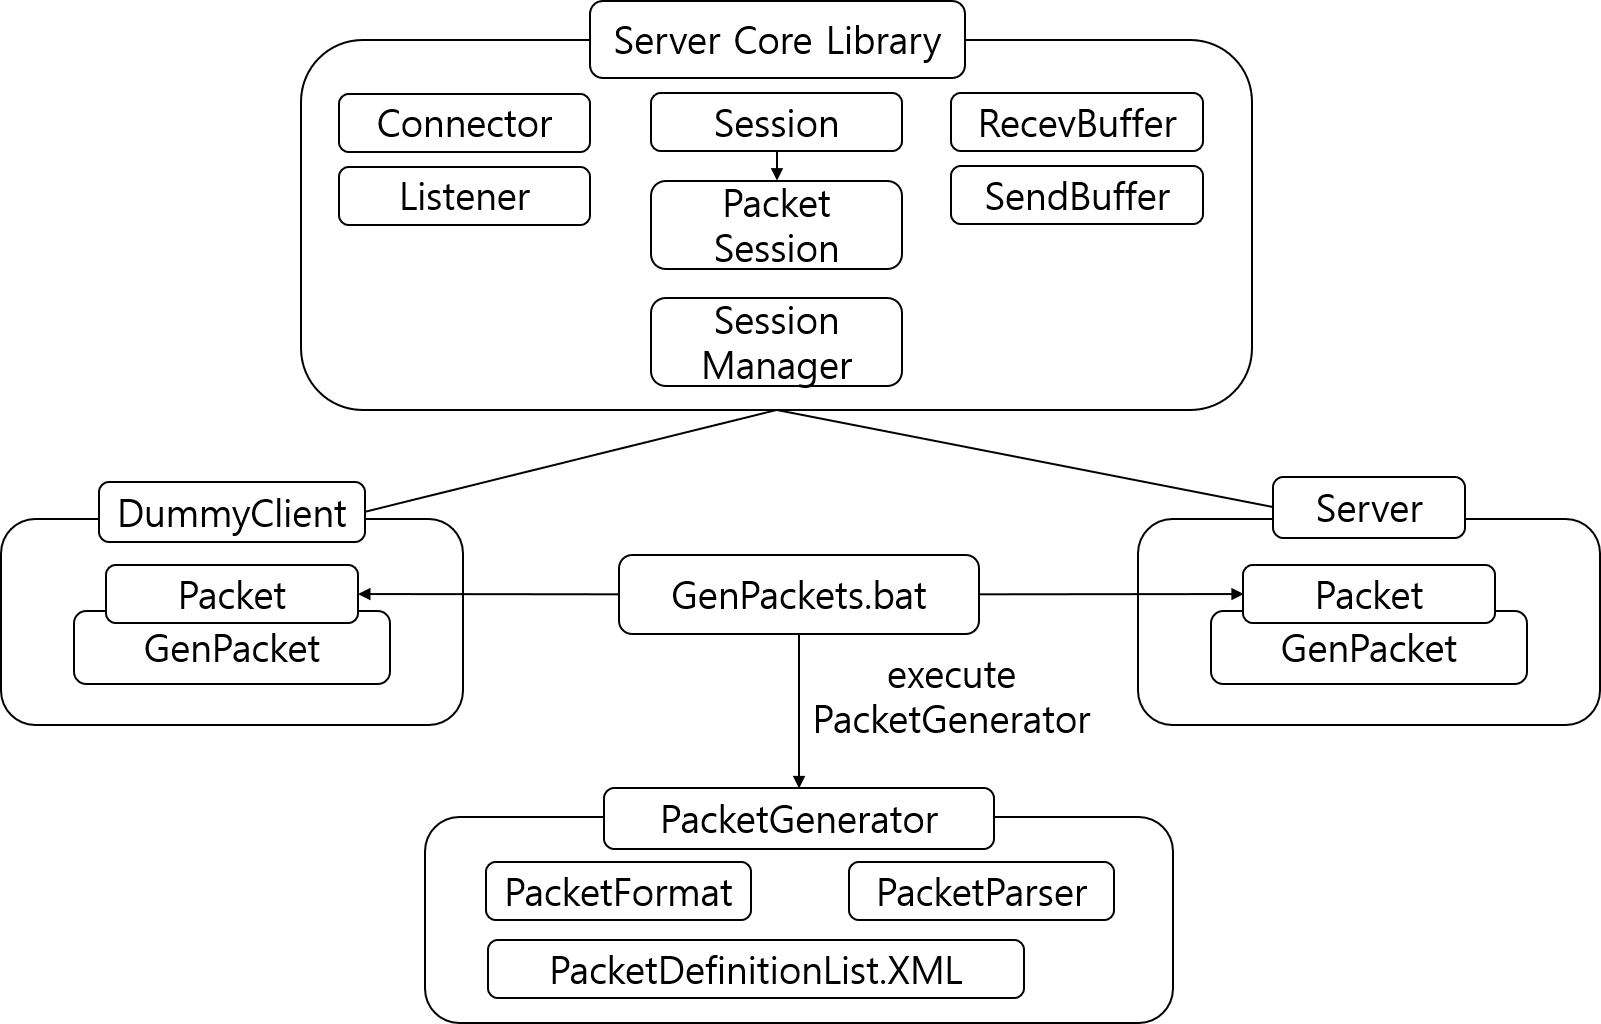 Server Core Library
Connector
Session
RecevBuffer
Listener
Packet
Session
SendBuffer
Session
Manager
DummyClient
Server
Packet
GenPacket
GenPackets.bat
Packet
GenPacket
execute
PacketGenerator
PacketGenerator
PacketFormat
PacketParser
PacketDefinitionList.XML